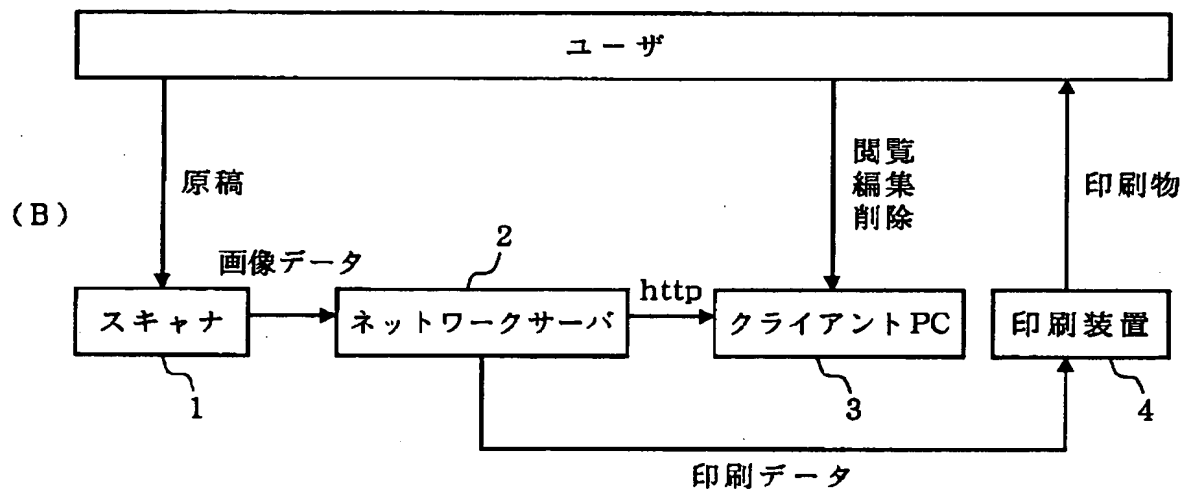 ユーザ
原稿
閲覧
編集
削除
印刷物
(B)
画像データ
2
http
スキャナ
ネットワークサーバ
クライアントPC
印刷装置
1
3
4
印刷データ